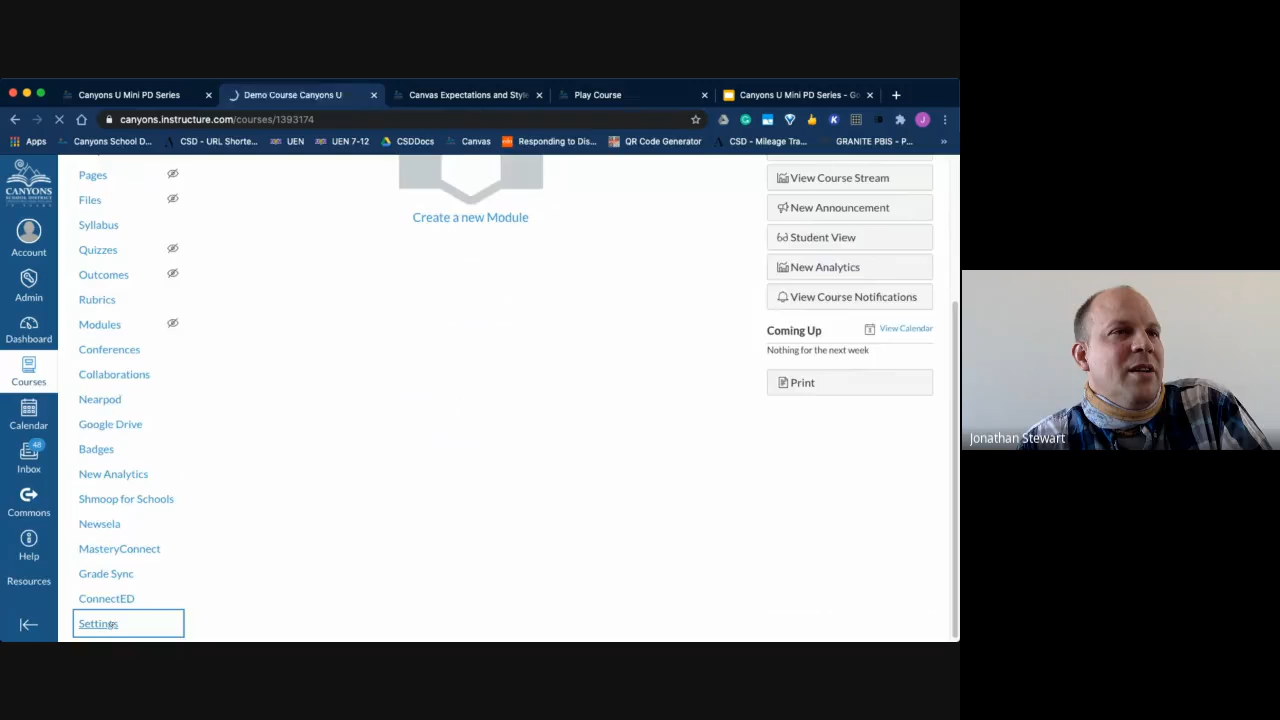 Canyons U Mini PD Series
Demo Course Canyons U
Canvas Expectations and Style
Play Course
Canyons U Mini PD Series - Go
canyons.instructure.com/courses/1393174
Apps
Canyons School D...
CSD - URL Shorte...
UEN
UEN 7-12
CSDDocs
Canvas
Responding to Dis...
QR Code Generator
CSD - Mileage Tra...
GRANITE PBIS - P...
»
CANYONS
SCHOOL DISTRICT
Account
Admin
Dashboard
Courses
Calendar
48
Inbox
Commons
Help
Resources
Pages
Files
Syllabus
Quizzes
Outcomes
Rubrics
Modules
Conferences
Collaborations
Nearpod
Google Drive
Badges
New Analytics
Shmoop for Schools
Newsela
MasteryConnect
Grade Sync
ConnectED
Settings
Create a new Module
View Course Stream
New Announcement
Student View
New Analytics
View Course Notifications
Coming Up
View Calendar
Nothing for the next week
Print
Jonathan Stewart